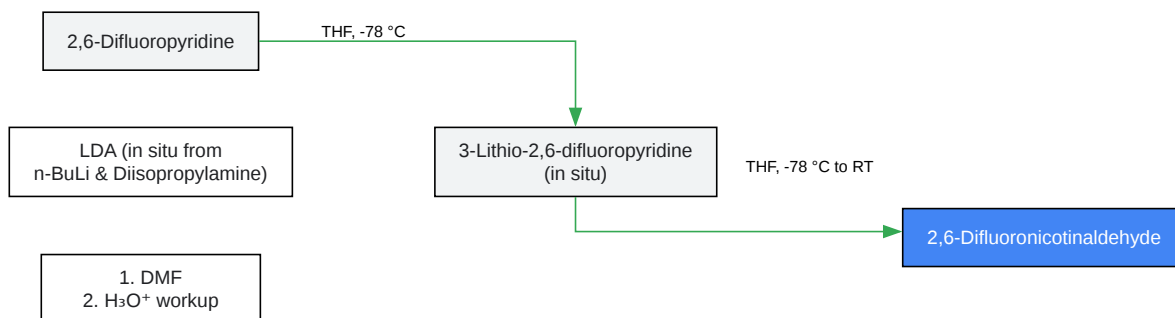 2,6-Difluoropyridine
THF, -78 °C
LDA (in situ from
n-BuLi & Diisopropylamine)
3-Lithio-2,6-difluoropyridine
(in situ)
THF, -78 °C to RT
2,6-Difluoronicotinaldehyde
1. DMF
2. H₃O⁺ workup